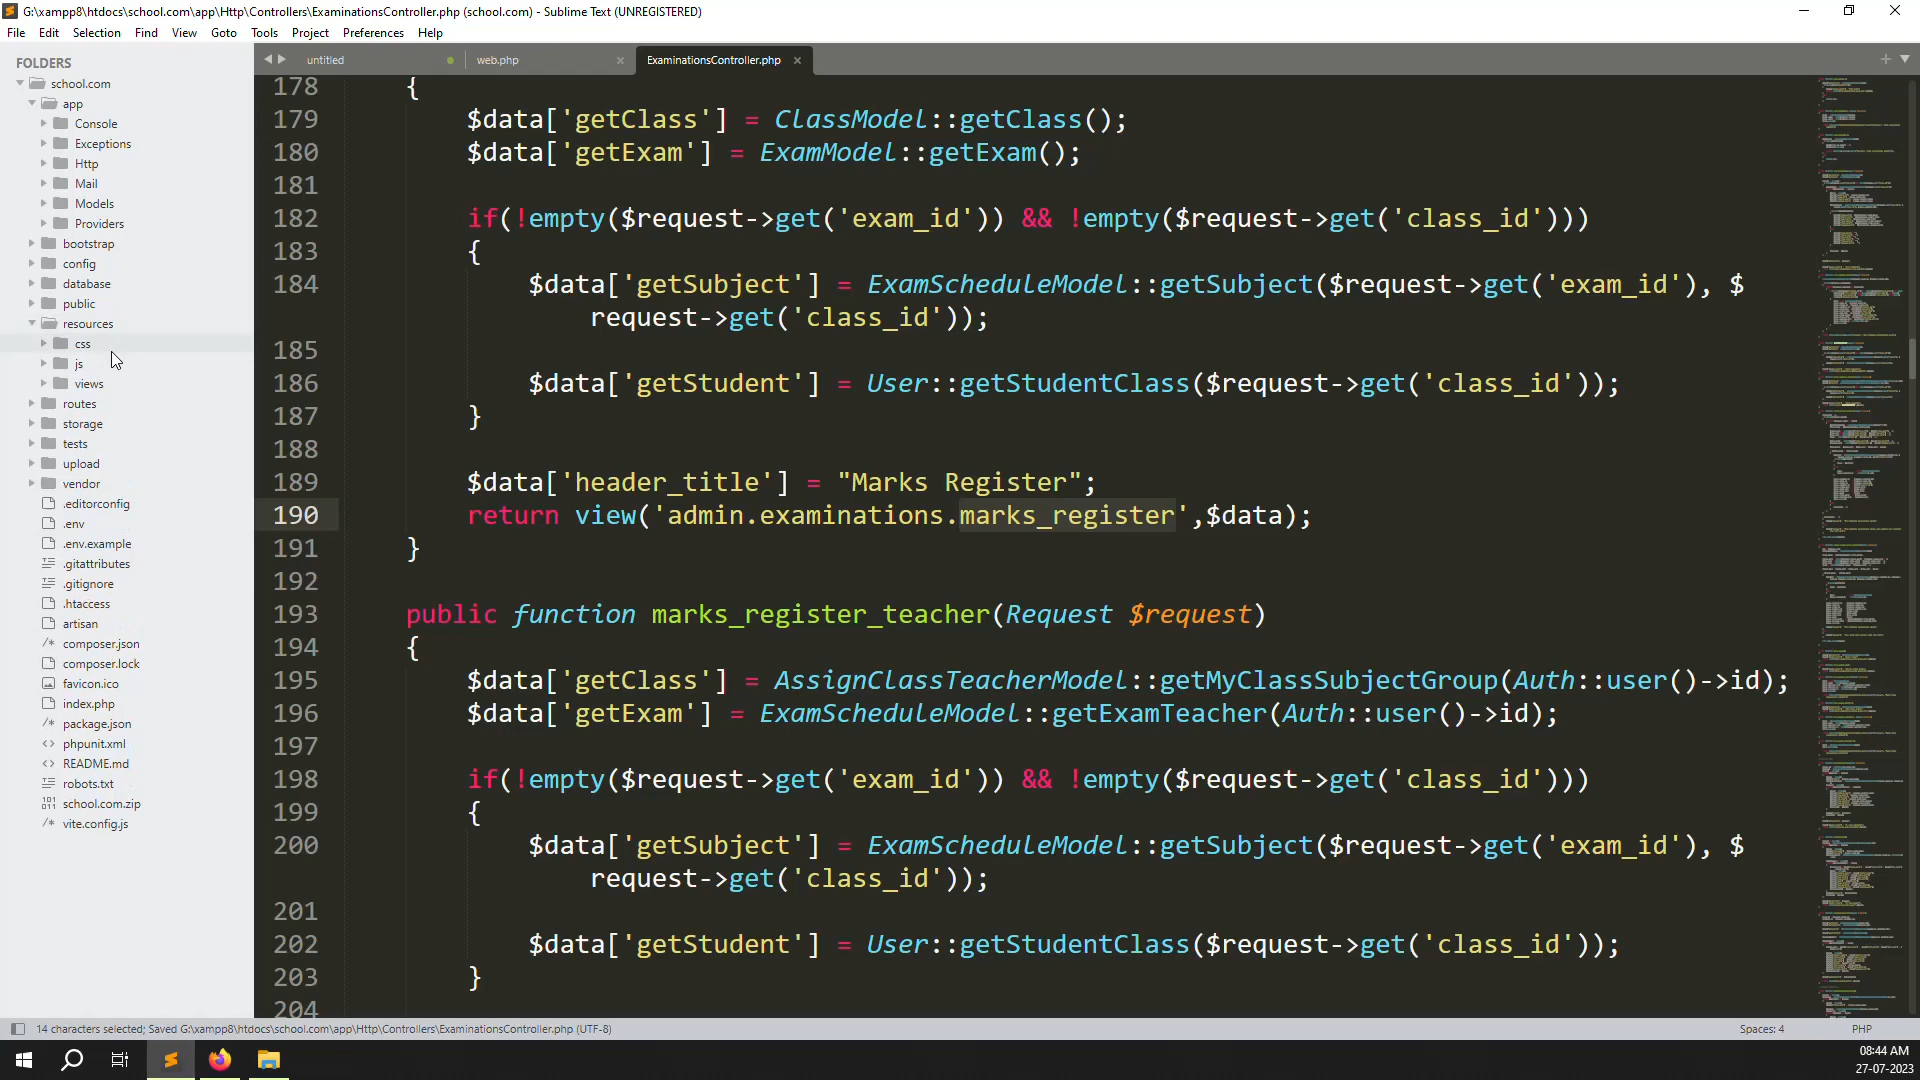 G:\xampp8\htdocs\school.com\app\Http\Controllers\ExaminationsController.php (school.com) - Sublime Text (UNREGISTERED)
File Edit Selection Find View Goto Tools Project Preferences Help
FOLDERS
school.com
app
Console
Exceptions
Http
Mail
Models
Providers
bootstrap
config
database
public
resources
css
js
views
routes
storage
tests
upload
vendor
.editorconfig
.env
.env.example
.gitattributes
.gitignore
.htaccess
artisan
composer.json
composer.lock
favicon.ico
index.php
package.json
phpunit.xml
README.md
robots.txt
school.com.zip
vite.config.js
untitled web.php ExaminationsController.php
178 {
179 $data['getClass'] = ClassModel::getClass();
180 $data['getExam'] = ExamModel::getExam();
181
182 if(!empty($request->get('exam_id')) && !empty($request->get('class_id')))
183 {
184 $data['getSubject'] = ExamScheduleModel::getSubject($request->get('exam_id'), $
request->get('class_id'));
185
186 $data['getStudent'] = User::getStudentClass($request->get('class_id'));
187 }
188
189 $data['header_title'] = "Marks Register";
190 return view('admin.examinations.marks_register',$data);
191 }
192
193 public function marks_register_teacher(Request $request)
194 {
195 $data['getClass'] = AssignClassTeacherModel::getMyClassSubjectGroup(Auth::user()->id);
196 $data['getExam'] = ExamScheduleModel::getExamTeacher(Auth::user()->id);
197
198 if(!empty($request->get('exam_id')) && !empty($request->get('class_id')))
199 {
200 $data['getSubject'] = ExamScheduleModel::getSubject($request->get('exam_id'), $
request->get('class_id'));
201
202 $data['getStudent'] = User::getStudentClass($request->get('class_id'));
203 }
204
14 characters selected; Saved G:\xampp8\htdocs\school.com\app\Http\Controllers\ExaminationsController.php (UTF-8)
Spaces: 4 PHP
08:44 AM
27-07-2023